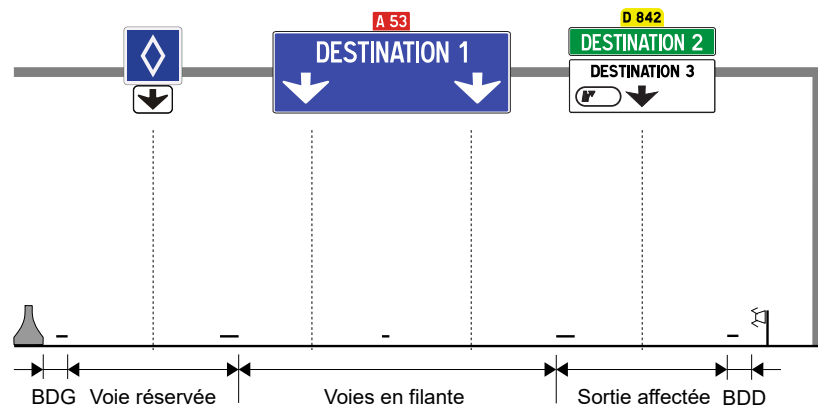 A 53
DESTINATION 1
D 842
DESTINATION 2
DESTINATION 3
BDG Voie réservée Voies en filante Sortie affectée BDD